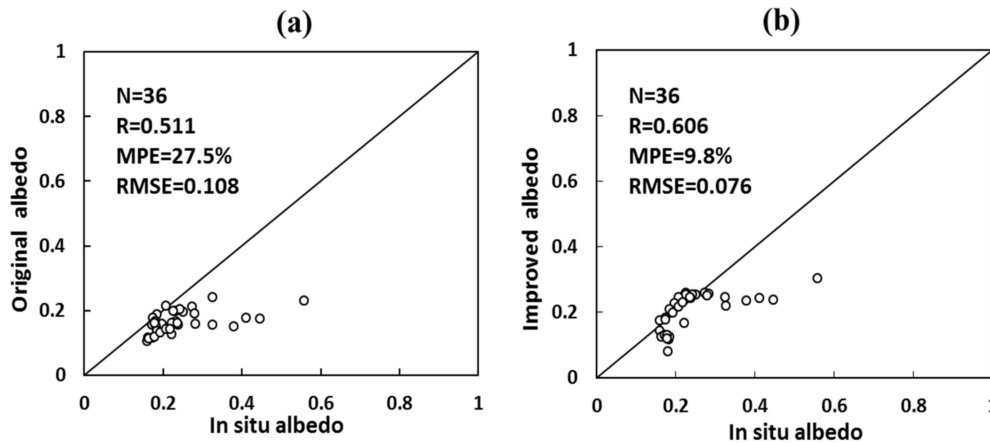 (a)
1
0.8
0.6
0.4
0.2
0
0 0.2 0.4 0.6 0.8 1
Original albedo
In situ albedo
N=36
R=0.511
MPE=27.5%
RMSE=0.108
(b)
1
0.8
0.6
0.4
0.2
0
0 0.2 0.4 0.6 0.8 1
Improved albedo
In situ albedo
N=36
R=0.606
MPE=9.8%
RMSE=0.076